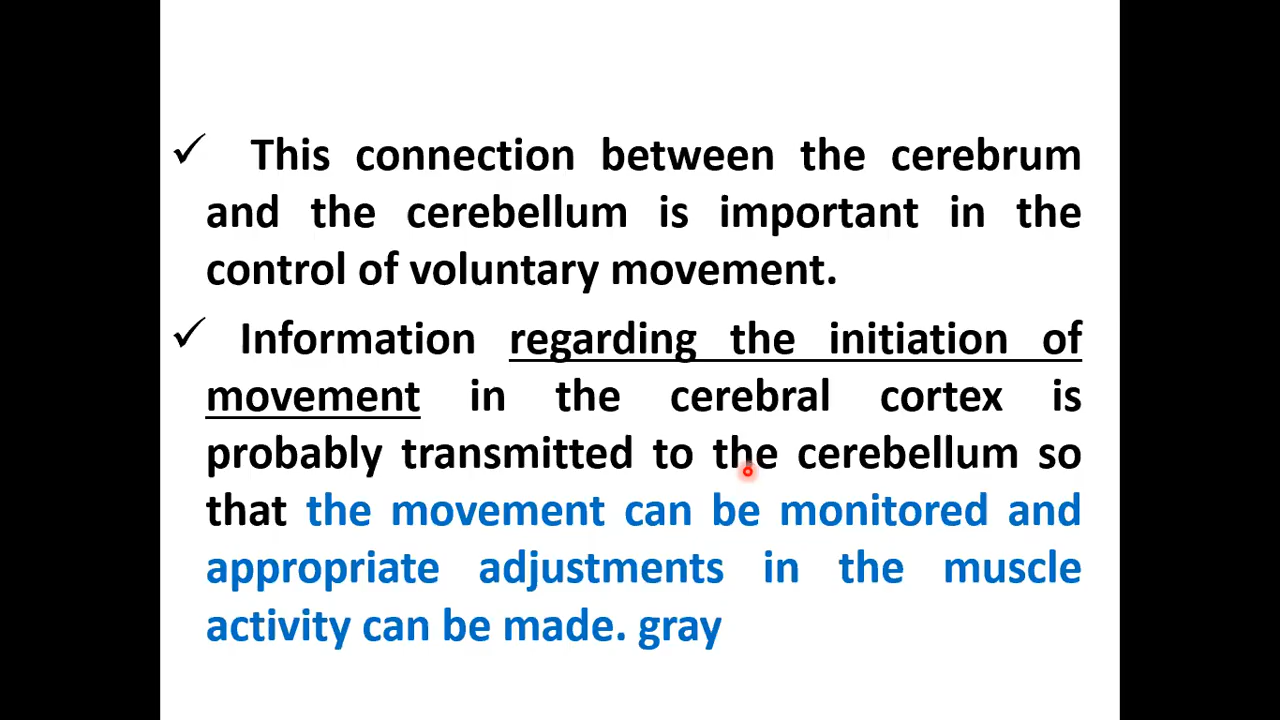 ✓ This connection between the cerebrum
and the cerebellum is important in the
control of voluntary movement.
✓ Information regarding the initiation of
movement in the cerebral cortex is
probably transmitted to the cerebellum so
that the movement can be monitored and
appropriate adjustments in the muscle
activity can be made. gray